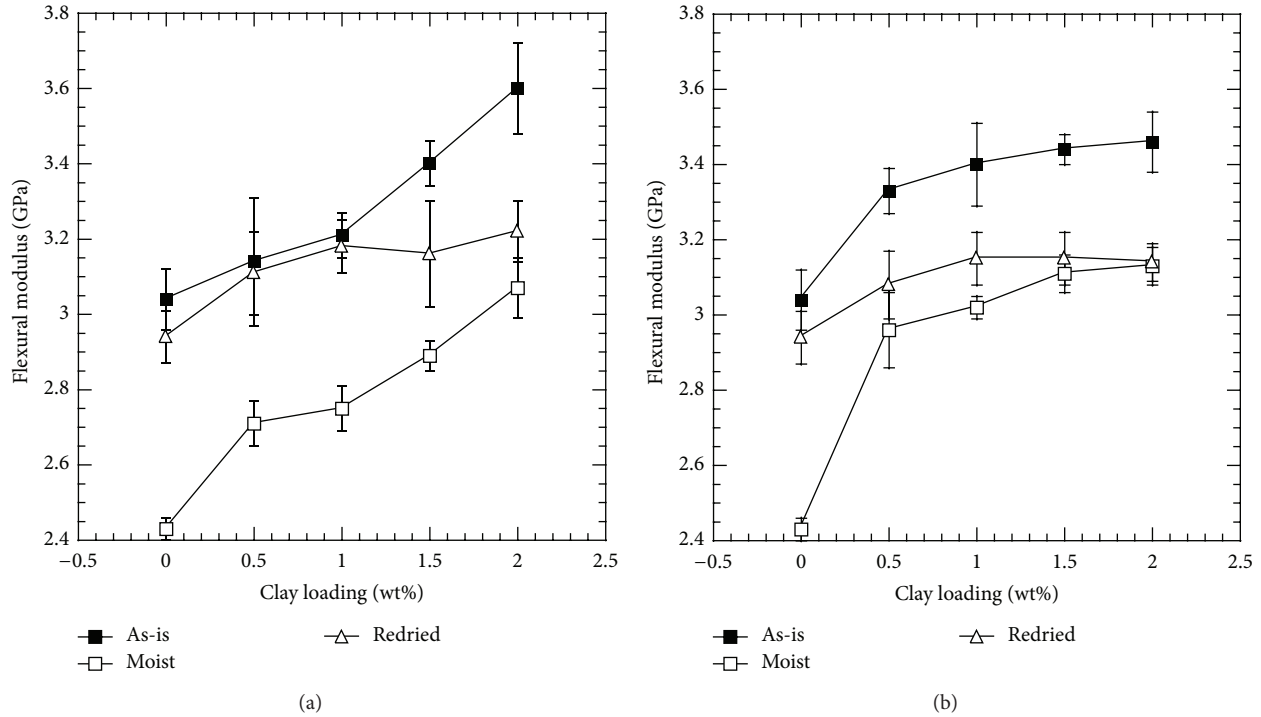 3.8
3.6
3.4
3.2
3
2.8
2.6
2.4
Flexural modulus (GPa)
−0.5 0 0.5 1 1.5 2 2.5
Clay loading (wt%)
As-is
Moist
Redried
(a)
3.8
3.6
3.4
3.2
3
2.8
2.6
2.4
Flexural modulus (GPa)
−0.5 0 0.5 1 1.5 2 2.5
Clay loading (wt%)
As-is
Moist
Redried
(b)